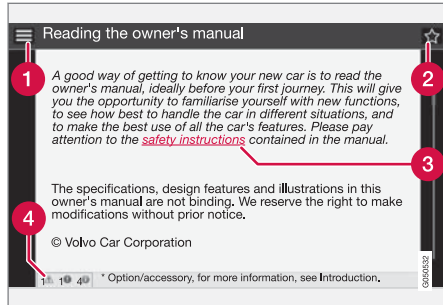 Reading the owner's manual
1
2
A good way of getting to know your new car is to read the
owner's manual, ideally before your first journey. This will give
you the opportunity to familiarise yourself with new functions,
to see how best to handle the car in different situations, and
to make the best use of all the car's features. Please pay
attention to the safety instructions contained in the manual.
3
The specifications, design features and illustrations in this
owner's manual are not binding. We reserve the right to make
modifications without prior notice.
4
© Volvo Car Corporation
1 1 4 * Option/accessory, for more information, see Introduction.
G050532